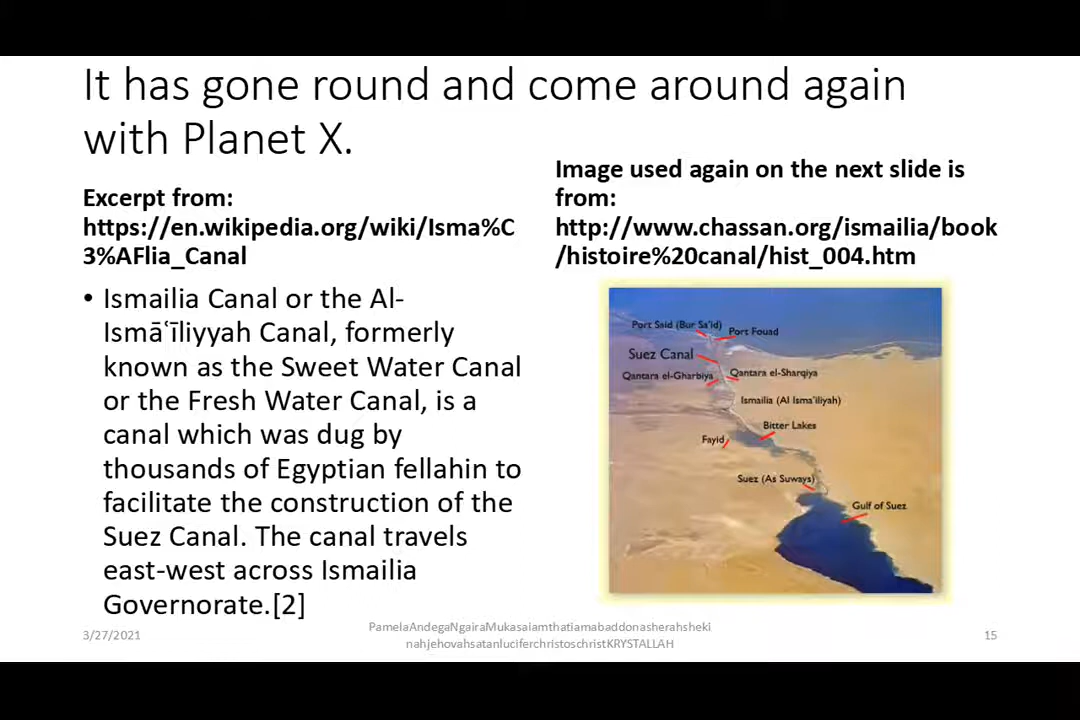 It has gone round and come around again
with Planet X.
Excerpt from:
https://en.wikipedia.org/wiki/Isma%C
3%AFlia_Canal
• Ismailia Canal or the Al-
Ismāʿīliyyah Canal, formerly
known as the Sweet Water Canal
or the Fresh Water Canal, is a
canal which was dug by
thousands of Egyptian fellahin to
facilitate the construction of the
Suez Canal. The canal travels
east-west across Ismailia
Governorate.[2]
Image used again on the next slide is
from:
http://www.chassan.org/ismailia/book
/histoire%20canal/hist_004.htm
Port Said (Bur Sa'id)
Port Fouad
Suez Canal
Qantara el-Gharbiya
Qantara el-Sharqiya
Ismailia (Al Isma'iliyah)
Bitter Lakes
Fayid
Suez (As Suways)
Gulf of Suez
3/27/2021
PamelaAndegaNgairaMukasaiamthatiamabaddonasherahsheki
nahjehovahsatanluciferchristoschristKRYSTALLAH
15